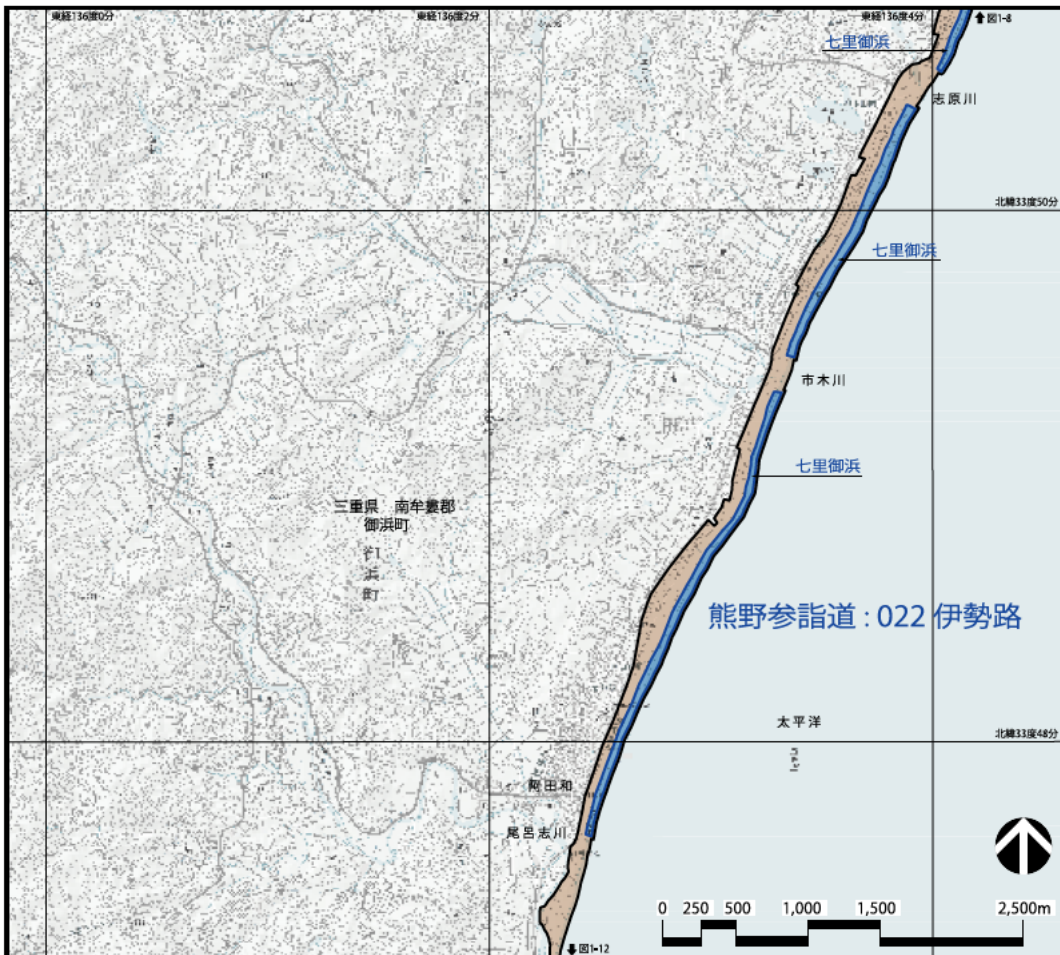 東経136度0分
東経136度2分
東経136度4分
図1-8
七里御浜
志原川
北緯33度50分
七里御浜
市木川
七里御浜
三重県 南牟婁郡
御浜町
御
浜
町
熊野参詣道 : 022 伊勢路
太平洋
北緯33度48分
阿田和
尾呂志川
0 250 500 1,000 1,500 2,500m
図1-12